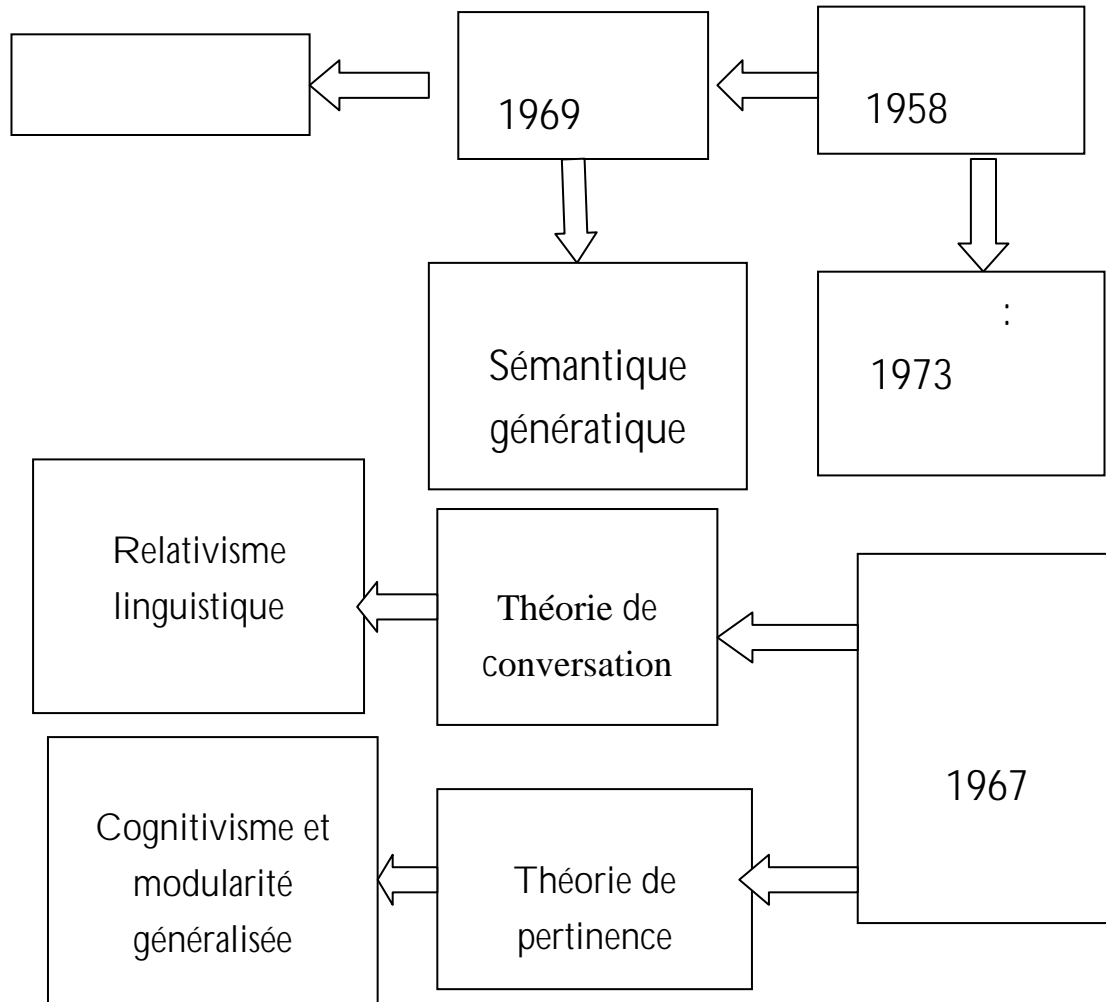 1969
1958
Sémantique
génératique
:
1973
Relativisme
linguistique
Théorie de
conversation
1967
Cognitivisme et
modularité
généralisée
Théorie de
pertinence